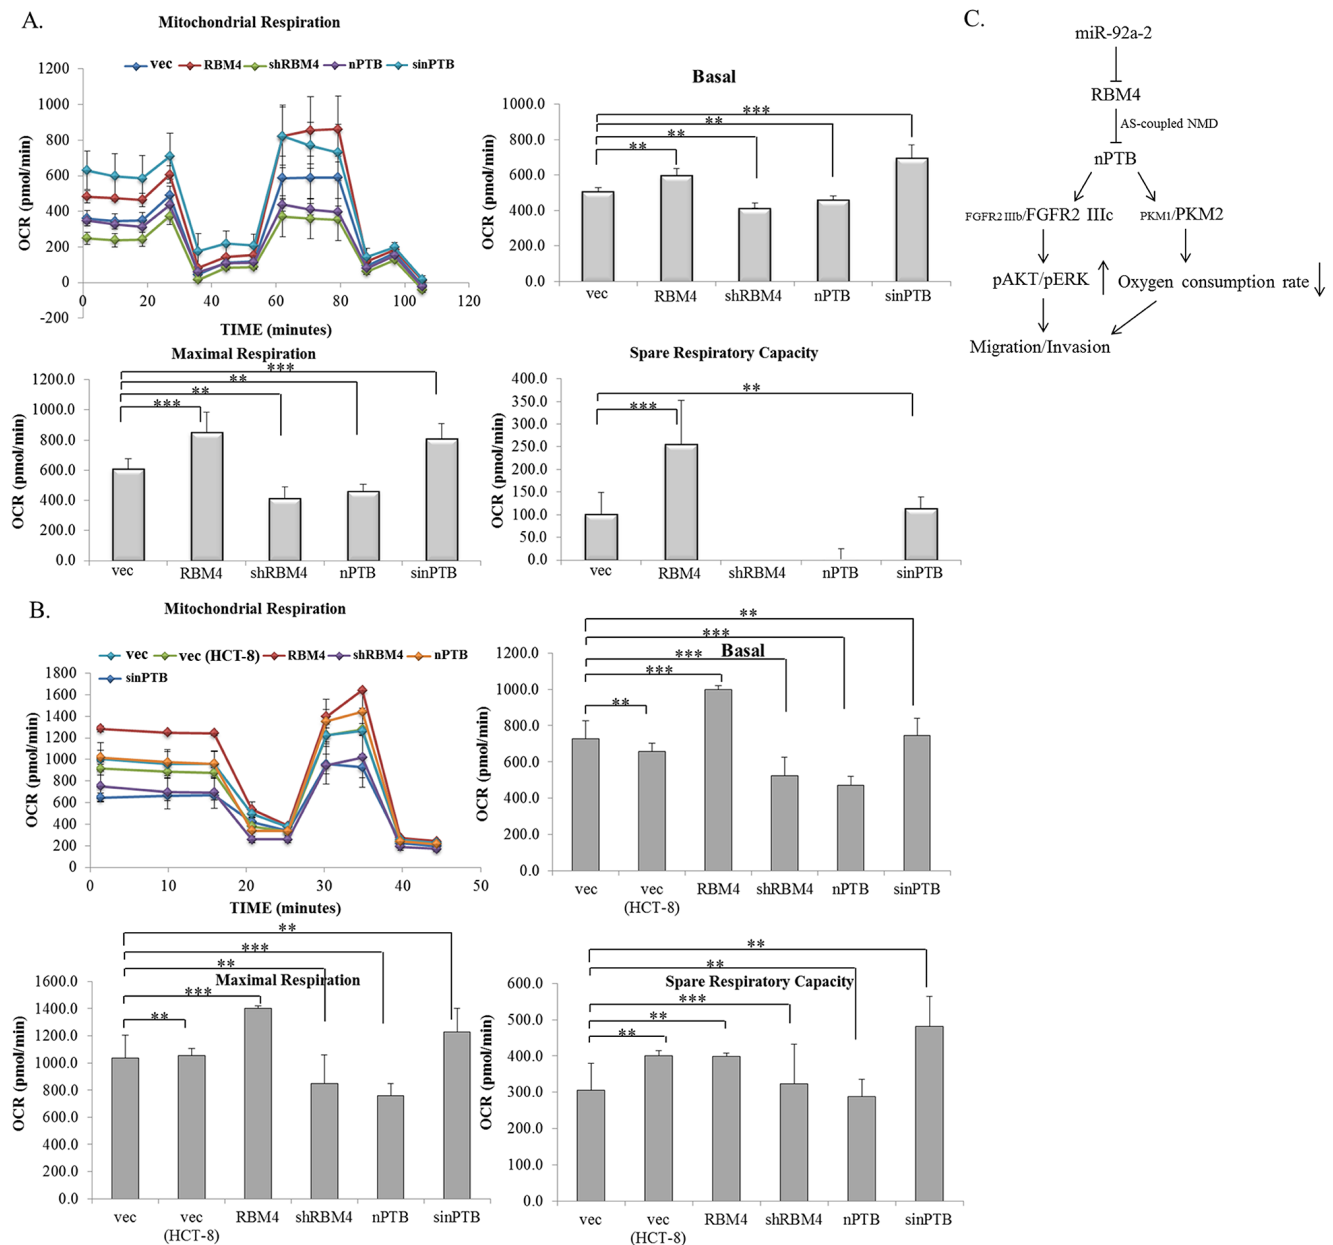 A.
Mitochondrial Respiration
vec RBM4 shRBM4 nPTB sinPTB
OCR (pmol/min)
1200
1000
800
600
400
200
0
-200
0 20 40 60 80 100 120
TIME (minutes)
Basal
OCR (pmol/min)
1000.0
800.0
600.0
400.0
200.0
0.0
***
**
**
**
vec RBM4 shRBM4 nPTB sinPTB
Maximal Respiration
OCR (pmol/min)
1200.0
1000.0
800.0
600.0
400.0
200.0
0.0
***
**
**
***
vec RBM4 shRBM4 nPTB sinPTB
Spare Respiratory Capacity
OCR (pmol/min)
400.0
350.0
300.0
250.0
200.0
150.0
100.0
50.0
0.0
**
***
vec RBM4 shRBM4 nPTB sinPTB
C.
miR-92a-2
RBM4
AS-coupled NMD
nPTB
FGFR2 IIIb/FGFR2 IIIc PKM1/PKM2
pAKT/pERK Oxygen consumption rate
Migration/Invasion
B.
Mitochondrial Respiration
vec vec (HCT-8) RBM4 shRBM4 nPTB
sinPTB
OCR (pmol/min)
1800
1600
1400
1200
1000
800
600
400
200
0
0 10 20 30 40 50
TIME (minutes)
Basal
OCR (pmol/min)
1200.0
1000.0
800.0
600.0
400.0
200.0
0.0
**
***
***
***
**
vec vec RBM4 shRBM4 nPTB sinPTB
(HCT-8)
Maximal Respiration
OCR (pmol/min)
1600.0
1400.0
1200.0
1000.0
800.0
600.0
400.0
200.0
0.0
**
***
**
***
**
vec vec RBM4 shRBM4 nPTB sinPTB
(HCT-8)
Spare Respiratory Capacity
OCR (pmol/min)
600.0
500.0
400.0
300.0
200.0
100.0
0.0
**
**
***
**
**
vec vec RBM4 shRBM4 nPTB sinPTB
(HCT-8)